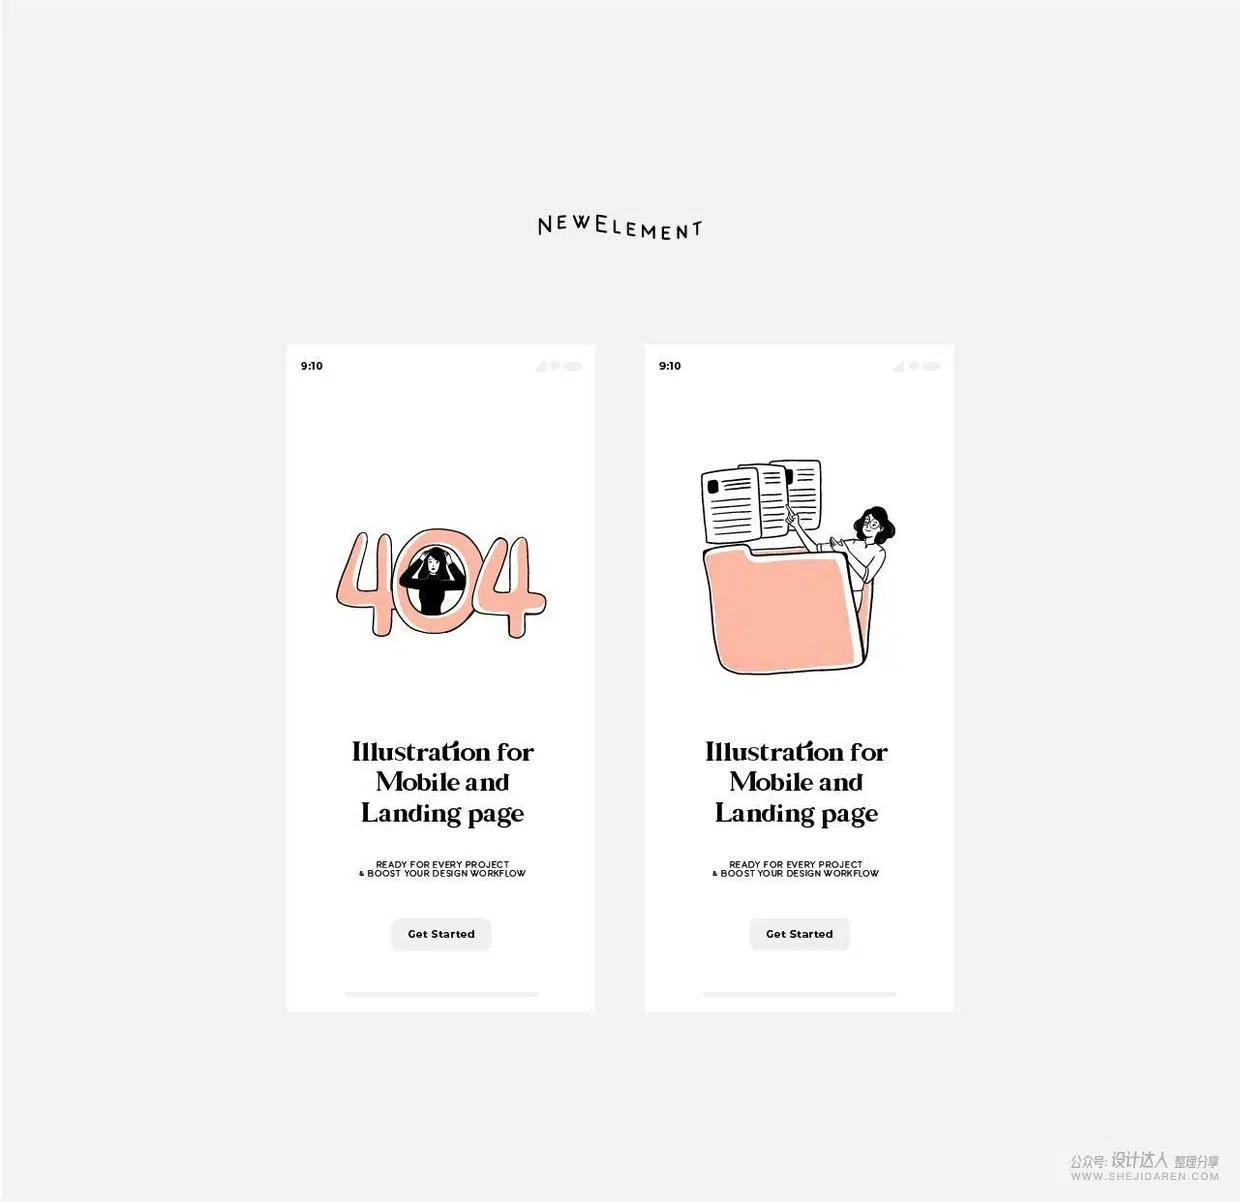 NEWELEMENT
9:10
404
Illustration for
Mobile and
Landing page
READY FOR EVERY PROJECT
& BOOST YOUR DESIGN WORKFLOW
Get Started
9:10
Illustration for
Mobile and
Landing page
READY FOR EVERY PROJECT
& BOOST YOUR DESIGN WORKFLOW
Get Started
公众号: 设计达人 整理分享
WWW.SHEJIDAREN.COM